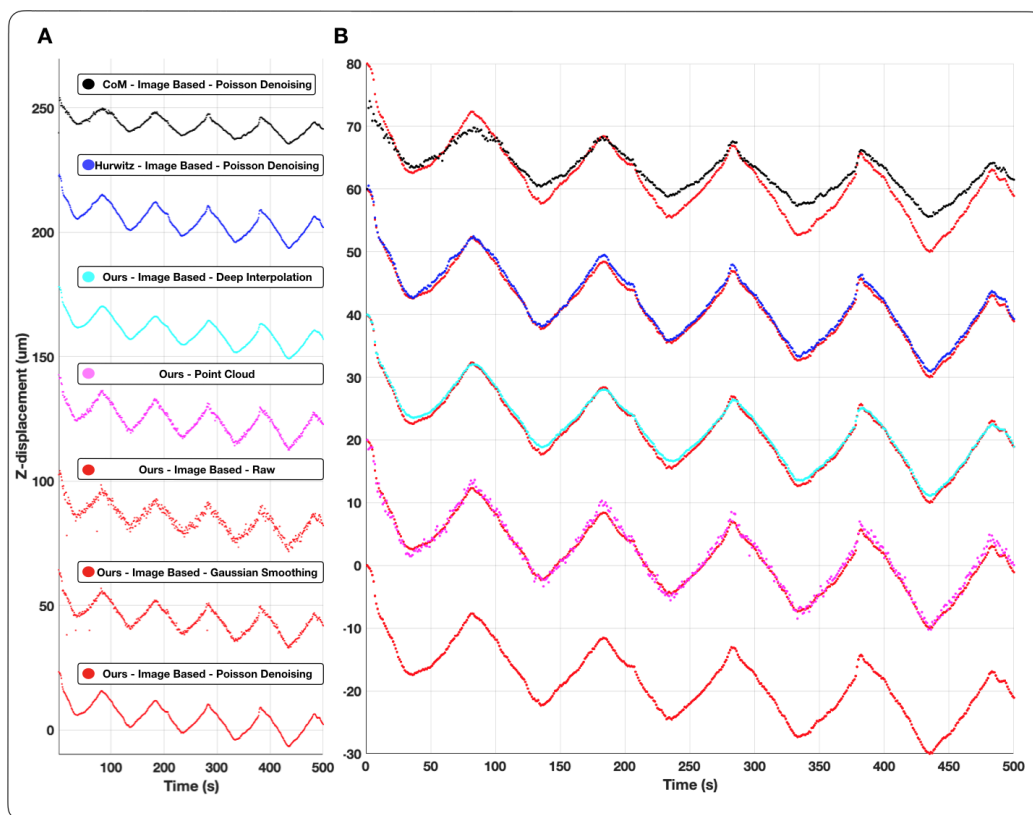 A
B
CoM - Image Based - Poisson Denoising
Hurwitz - Image Based - Poisson Denoising
Ours - Image Based - Deep Interpolation
Ours - Point Cloud
Ours - Image Based - Raw
Ours - Image Based - Gaussian Smoothing
Ours - Image Based - Poisson Denoising
Z-displacement (um)
250
200
150
100
50
0
100 200 300 400 500
Time (s)
80
70
60
50
40
30
20
10
0
-10
-20
-30
0 50 100 150 200 250 300 350 400 450 500
Time (s)